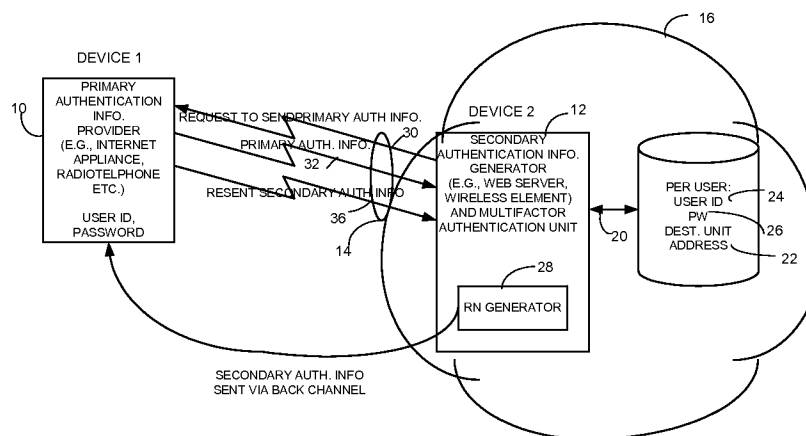 16
DEVICE 1
10
PRIMARY
AUTHENTICATION
INFO.
PROVIDER
(E.G., INTERNET
APPLIANCE,
RADIOTELPHONE
ETC.)
USER ID,
PASSWORD
REQUEST TO SENDPRIMARY AUTH INFO.
30
PRIMARY AUTH. INFO.
32
RESENT SECONDARY AUTH INFO
36
14
DEVICE 2
12
SECONDARY
AUTHENTICATION INFO.
GENERATOR
(E.G., WEB SERVER,
WIRELESS ELEMENT)
AND MULTIFACTOR
AUTHENTICATION UNIT
28
RN GENERATOR
20
PER USER:
USER ID
PW
DEST. UNIT
ADDRESS
24
26
22
SECONDARY AUTH. INFO
SENT VIA BACK CHANNEL